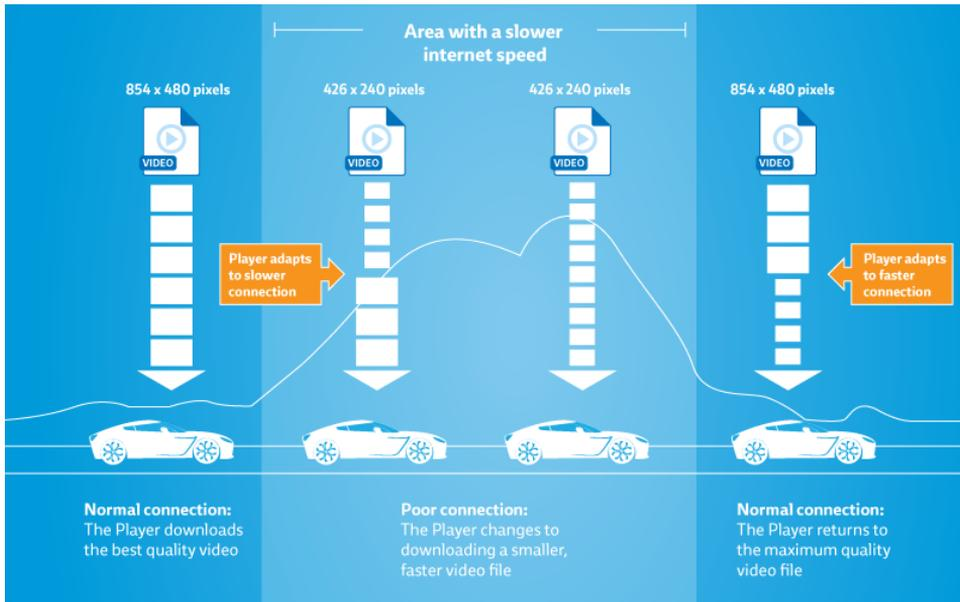 Area with a slower
internet speed
854 x 480 pixels
426 x 240 pixels
426 x 240 pixels
854 x 480 pixels
VIDEO
VIDEO
VIDEO
VIDEO
Player adapts
to slower
connection
Player adapts
to faster
connection
Normal connection:
The Player downloads
the best quality video
Poor connection:
The Player changes to
downloading a smaller,
faster video file
Normal connection:
The Player returns to
the maximum quality
video file